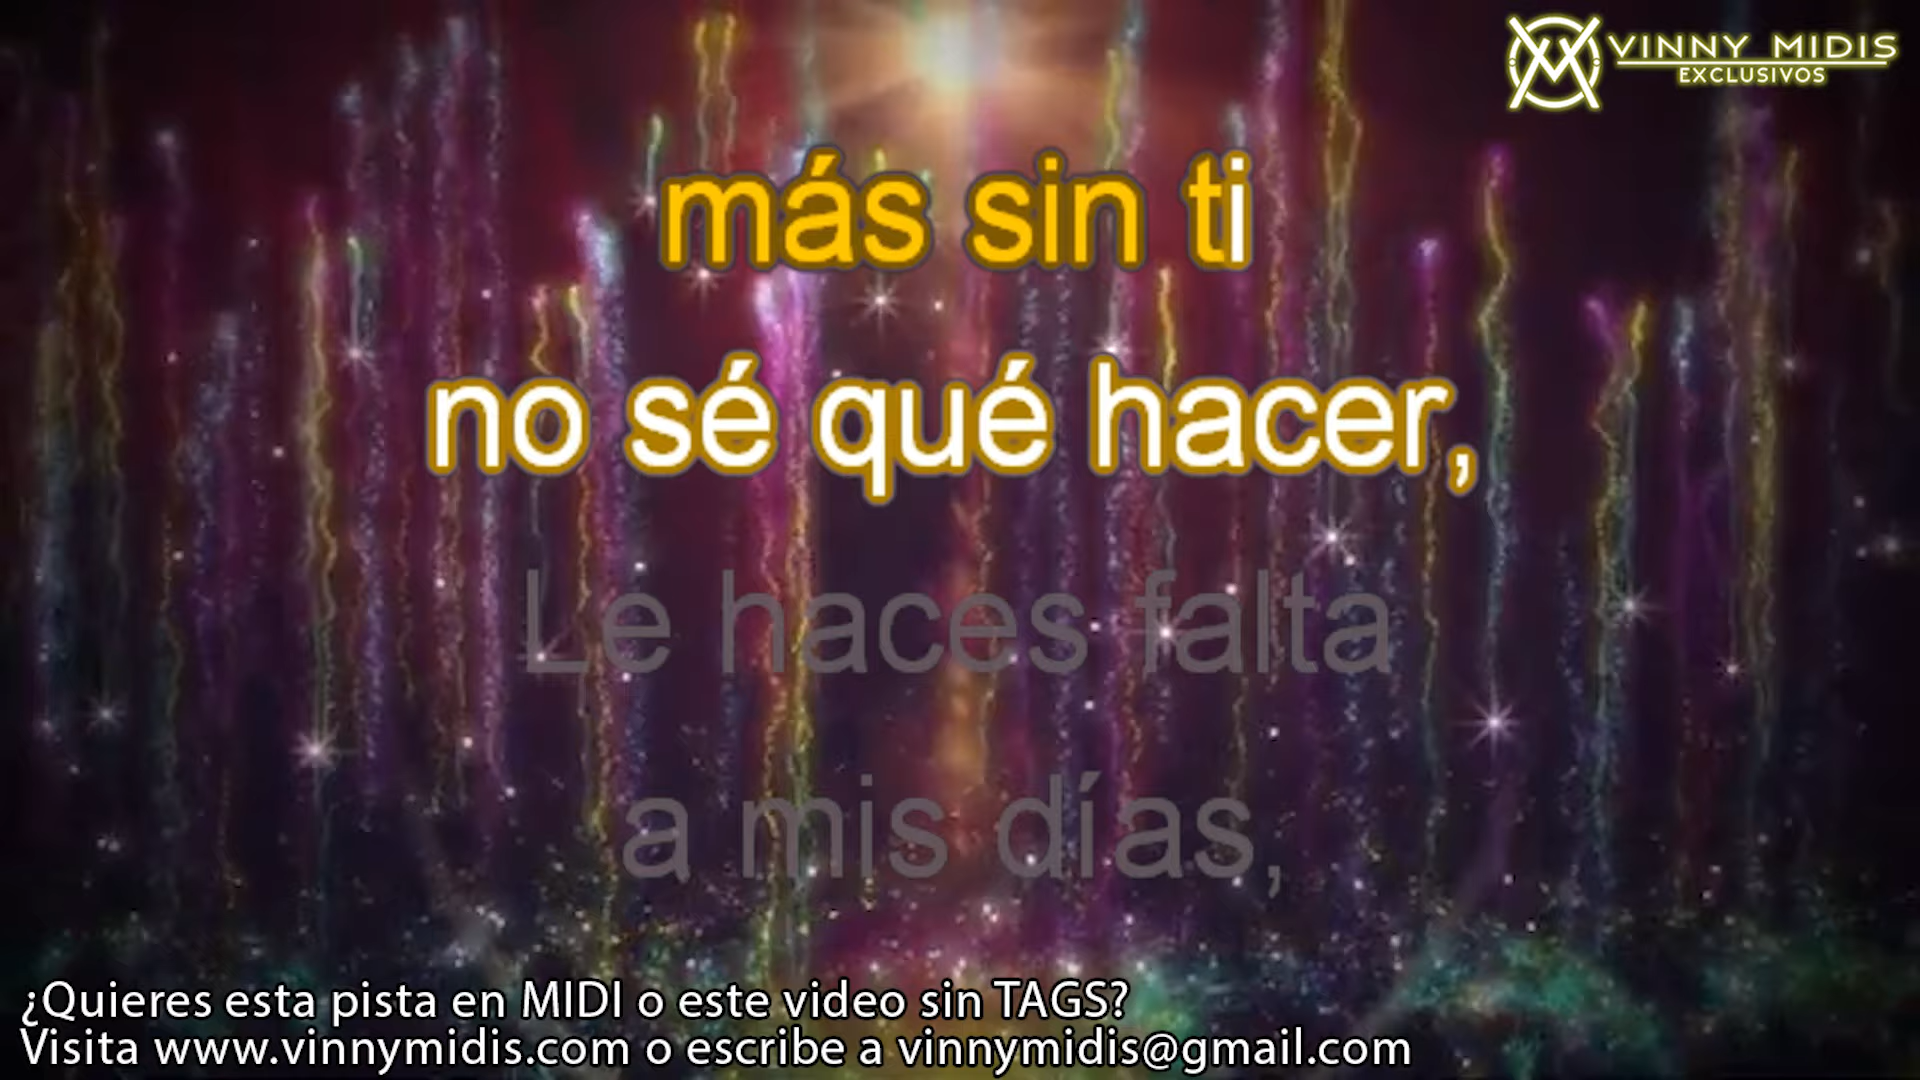 VINNY MIDIS
EXCLUSIVOS
más sin ti
no sé qué hacer,
Le haces falta
a mis días,
¿Quieres esta pista en MIDI o este video sin TAGS?
Visita www.vinnymidis.com o escribe a vinnymidis@gmail.com